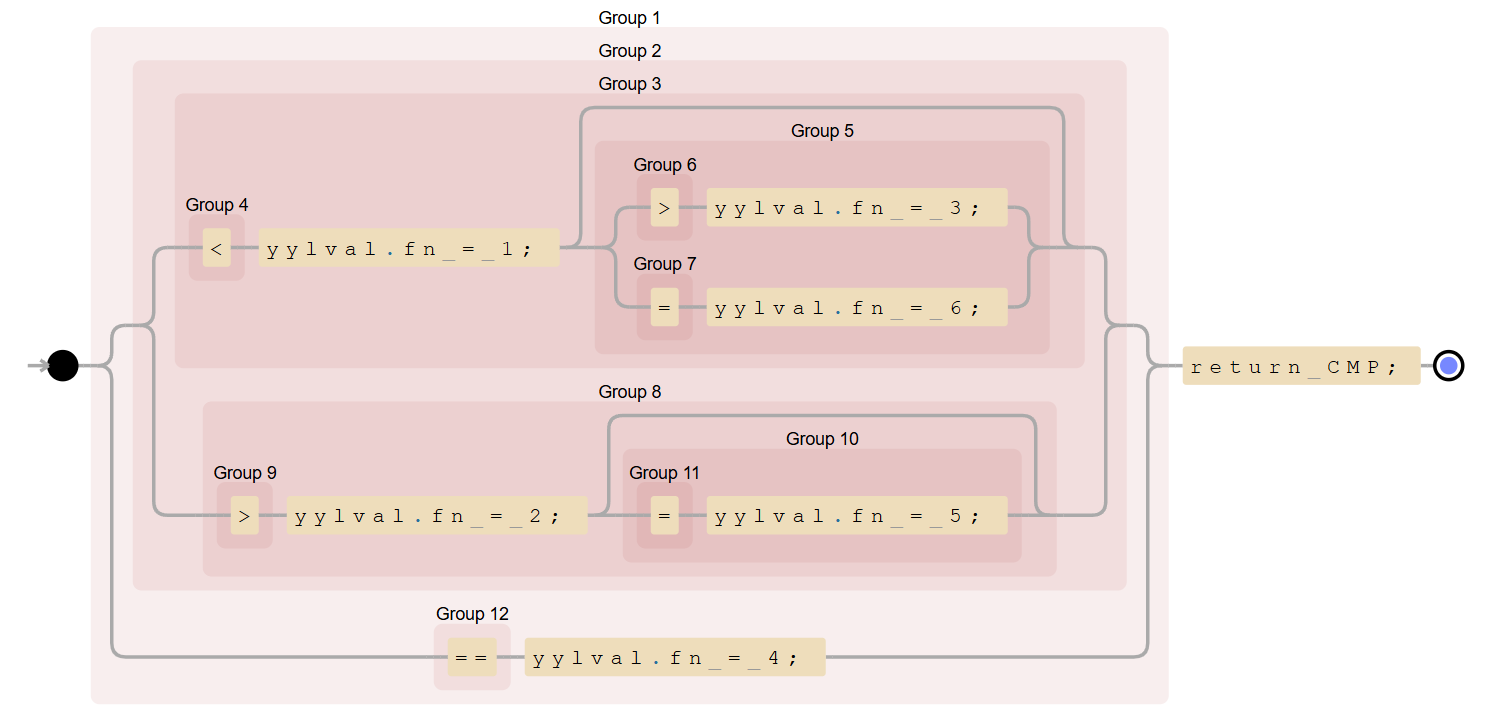 Group 1
Group 2
Group 3
Group 5
Group 6
> yylval.fn_=_3;
Group 4
< yylval.fn_=_1;
Group 7
= yylval.fn_=_6;
return_CMP;
Group 8
Group 10
Group 9
Group 11
> yylval.fn_=_2;
= yylval.fn_=_5;
Group 12
== yylval.fn_=_4;